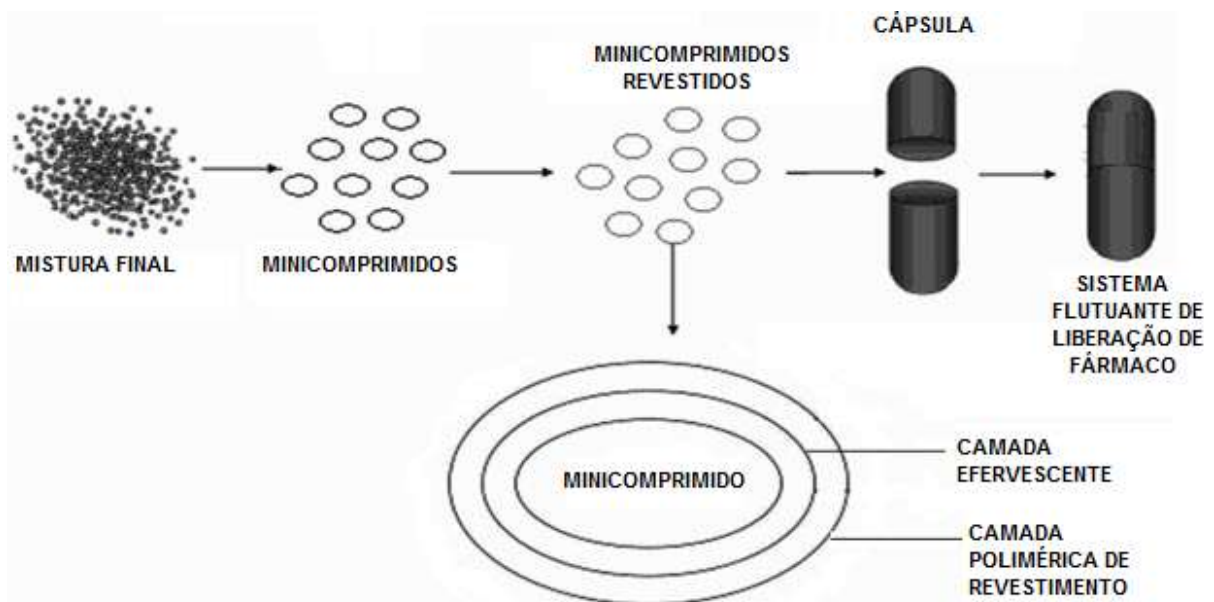 CÁPSULA
MINICOMPRIMIDOS
REVESTIDOS
MISTURA FINAL
MINICOMPRIMIDOS
SISTEMA
FLUTUANTE DE
LIBERAÇÃO DE
FÁRMACO
MINICOMPRIMIDO
CAMADA
EFERVESCENTE
CAMADA
POLIMÉRICA DE
REVESTIMENTO